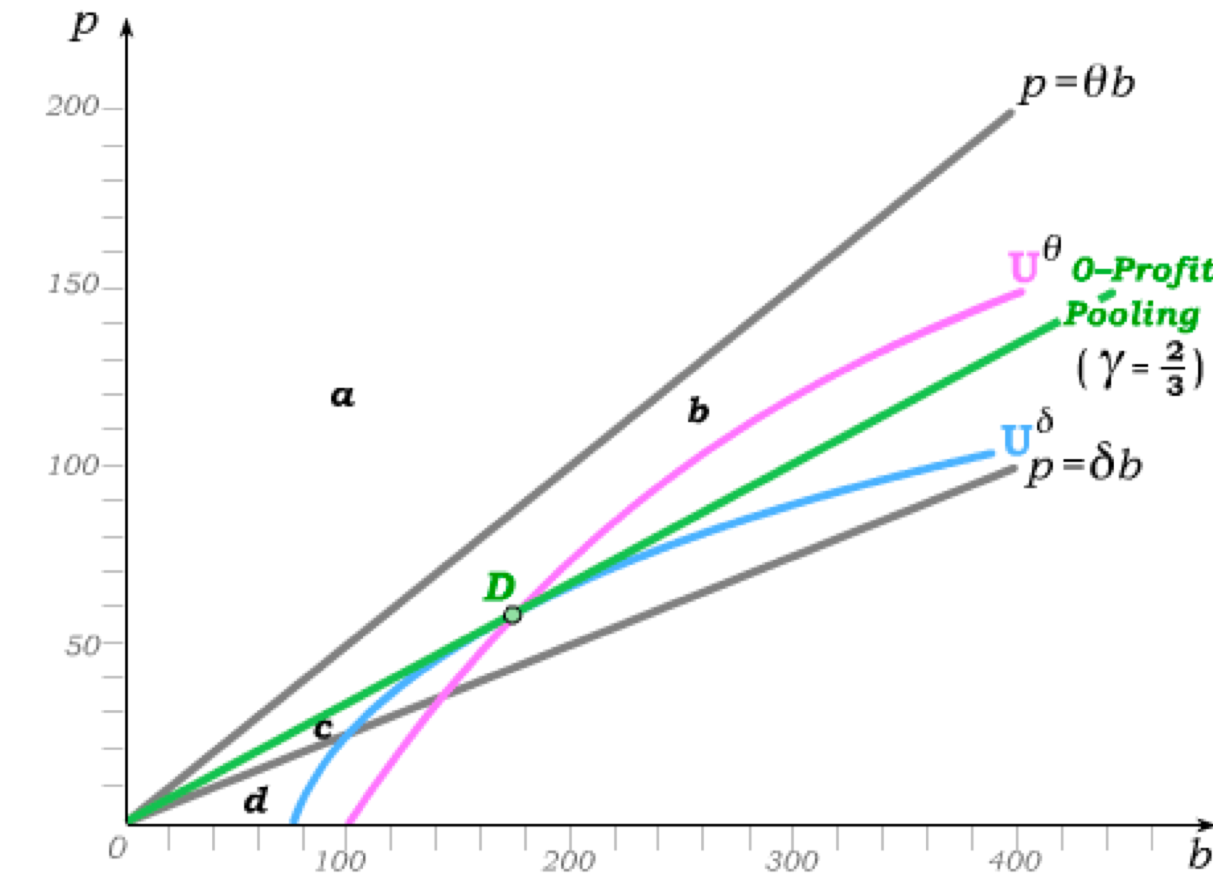 p
200
p=θb
150
U^θ
0-Profit
Pooling
(γ=2/3)
a
b
U^δ
100
p=δb
D
50
c
d
0
100
200
300
400
b